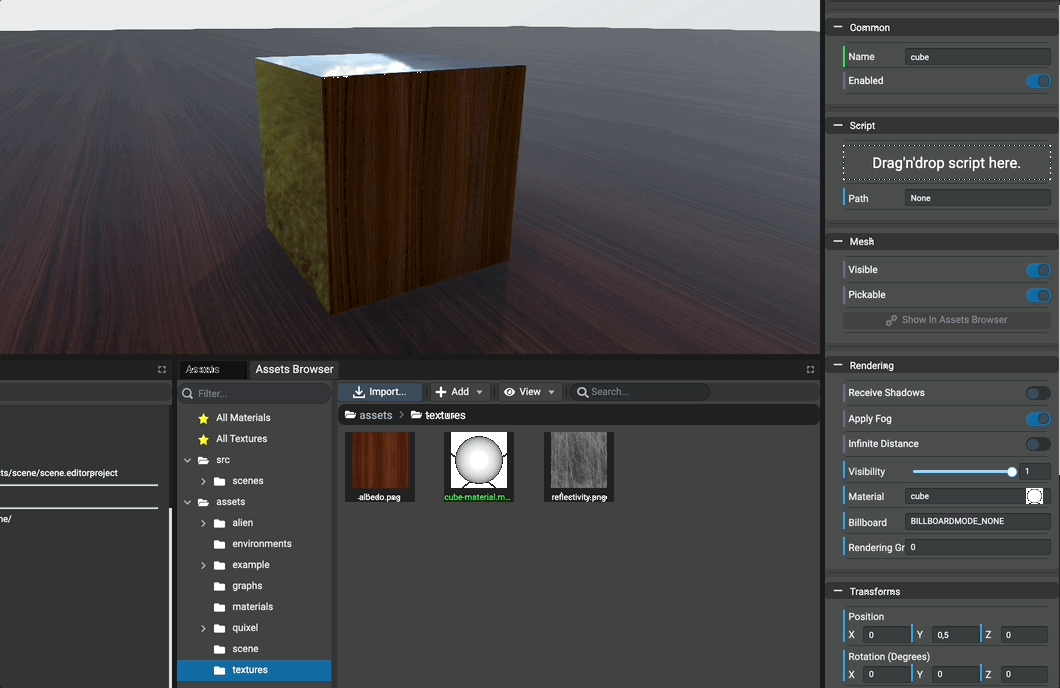 Common
Name
cube
Enabled
Script
Drag'n'drop script here.
Path
None
Mesh
Visible
Pickable
Show In Assets Browser
Rendering
Receive Shadows
Apply Fog
Infinite Distance
Visibility
1
Material
cube
Billboard
BILLBOARDMODE_NONE
Rendering Gr
0
Transforms
Position
X 0 Y 0,5 Z 0
Rotation (Degrees)
X 0 Y 0 Z 0
Assets
Assets Browser
Filter...
Import...
Add
View
Search...
All Materials
All Textures
src
scenes
assets
alien
environments
example
graphs
materials
quixel
scene
textures
assets > textures
albedo.png
cube-material.m...
reflectivity.png
ts/scene/scene.editorproject
ne/